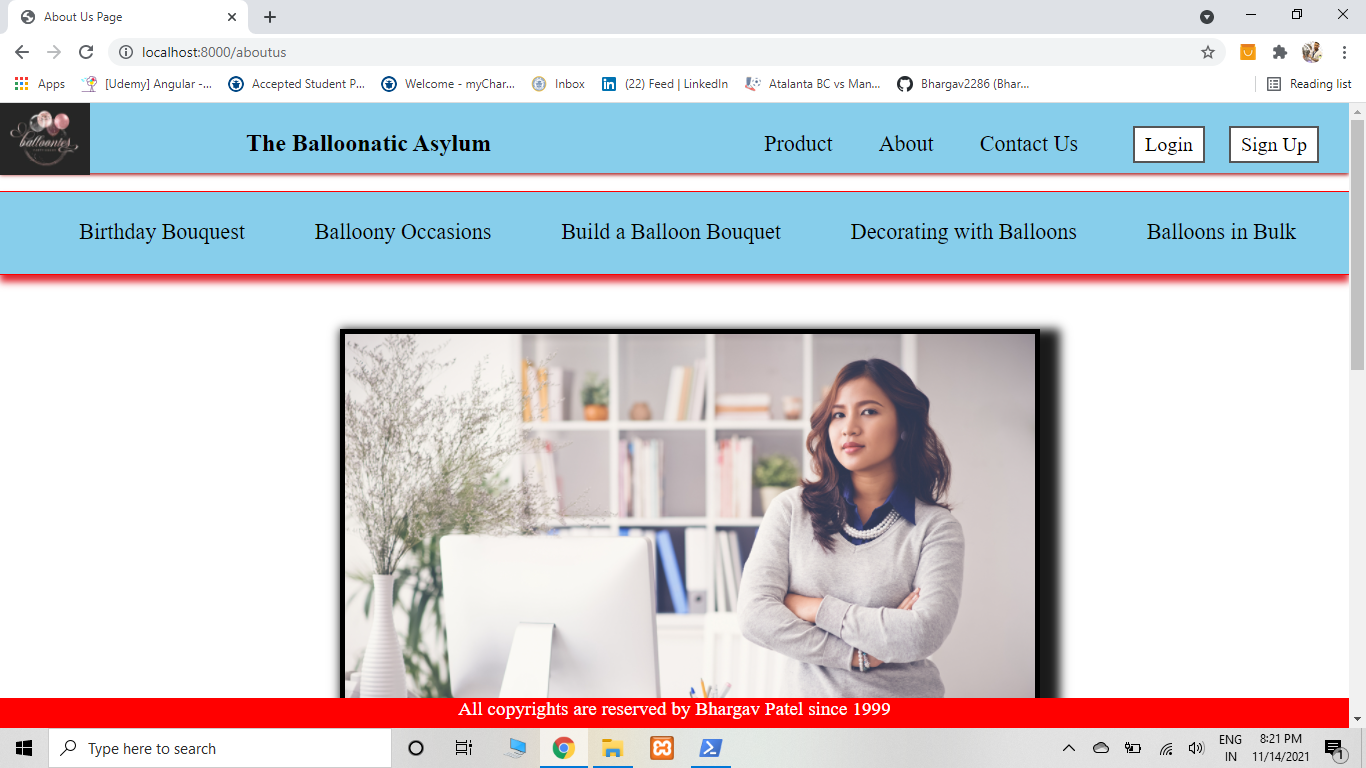 About Us Page
localhost:8000/aboutus
Apps [Udemy] Angular -... Accepted Student P... Welcome - myChar... Inbox (22) Feed | LinkedIn Atalanta BC vs Man... Bhargav2286 (Bhar... Reading list
The Balloonatic Asylum Product About Contact Us Login Sign Up
Birthday Bouquest Balloony Occasions Build a Balloon Bouquet Decorating with Balloons Balloons in Bulk
All copyrights are reserved by Bhargav Patel since 1999
Type here to search
ENG 8:21 PM
IN 11/14/2021 1